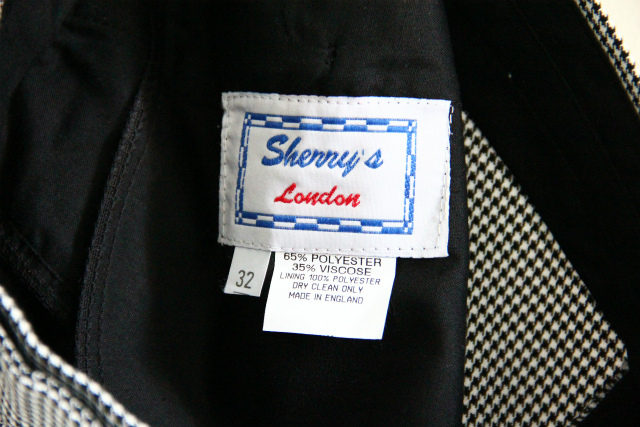 Sherry's
London
32
65% POLYESTER
35% VISCOSE
LINING 100% POLYESTER
DRY CLEAN ONLY
MADE IN ENGLAND